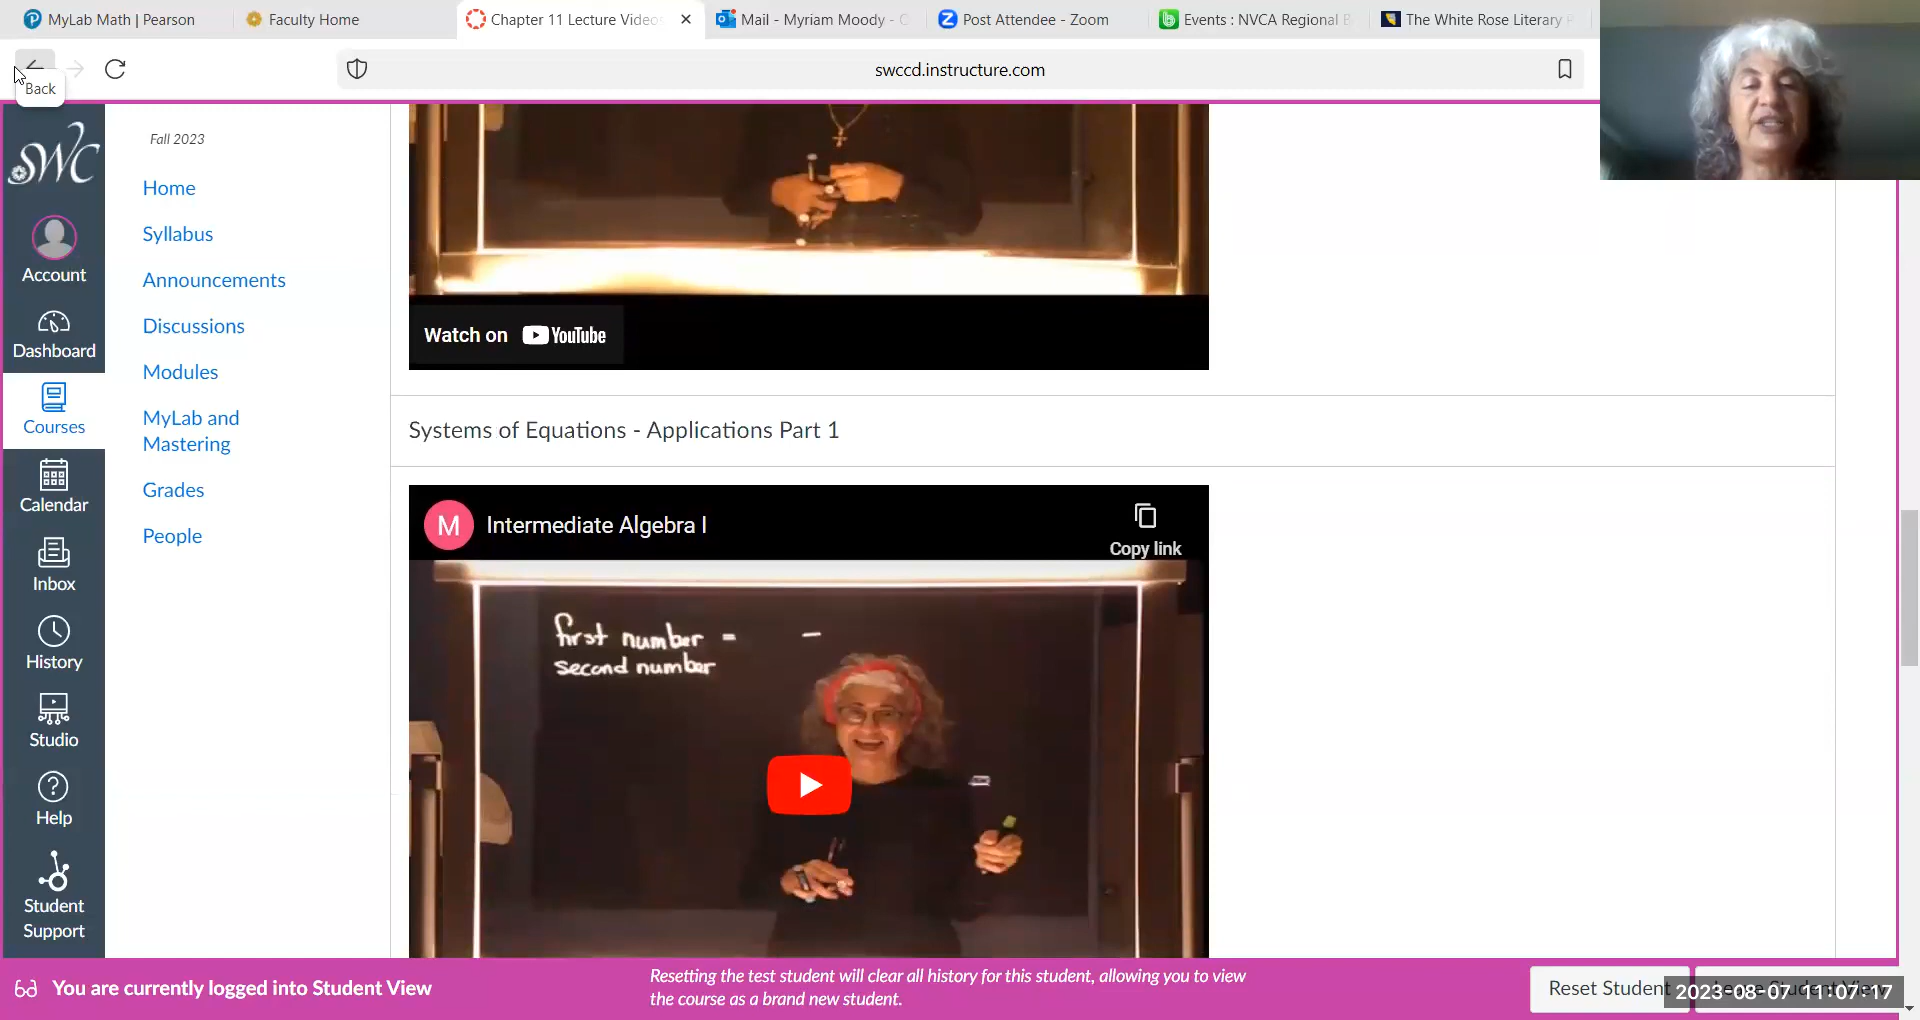 MyLab Math | Pearson
Faculty Home
Chapter 11 Lecture Videos
Mail - Myriam Moody -
Post Attendee - Zoom
Events : NVCA Regional
The White Rose Literary
swccd.instructure.com
Back
SWC
Account
Dashboard
Courses
Calendar
Inbox
History
Studio
Help
Student
Support
Fall 2023
Home
Syllabus
Announcements
Discussions
Modules
MyLab and
Mastering
Grades
People
Watch on YouTube
Systems of Equations - Applications Part 1
M Intermediate Algebra I
Copy link
first number = -
second number
You are currently logged into Student View
Resetting the test student will clear all history for this student, allowing you to view
the course as a brand new student.
Reset Student
2023-08-07 11:07:17